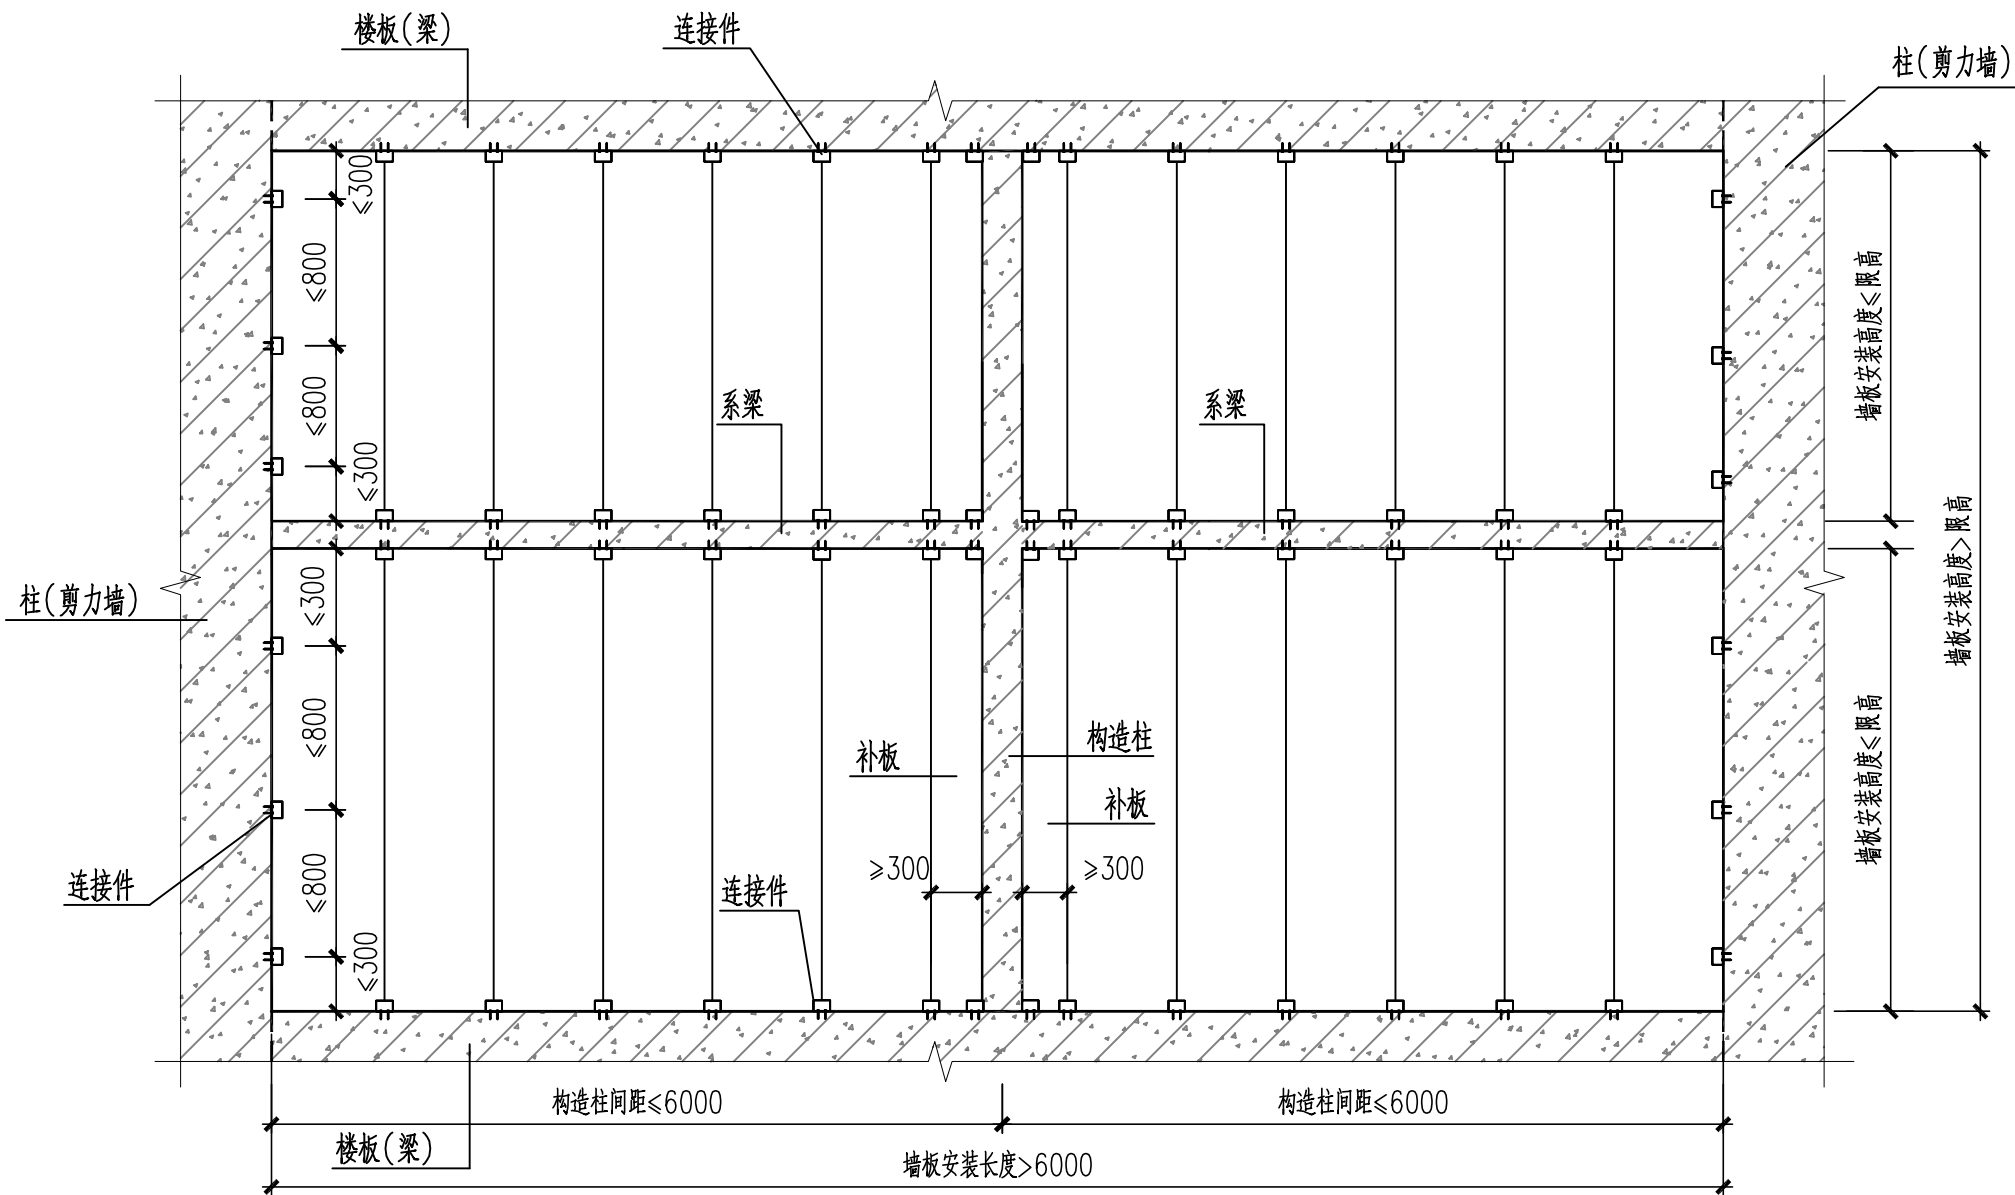 楼板(梁)
连接件
柱(剪力墙)
≤300
≤800
≤800
≤300
系梁
系梁
墙板安装高度≤限高
墙板安装高度>限高
柱(剪力墙)
≤300
≤800
≤800
≤300
连接件
补板
构造柱
补板
≥300
≥300
连接件
墙板安装高度≤限高
构造柱间距≤6000
构造柱间距≤6000
楼板(梁)
墙板安装长度>6000